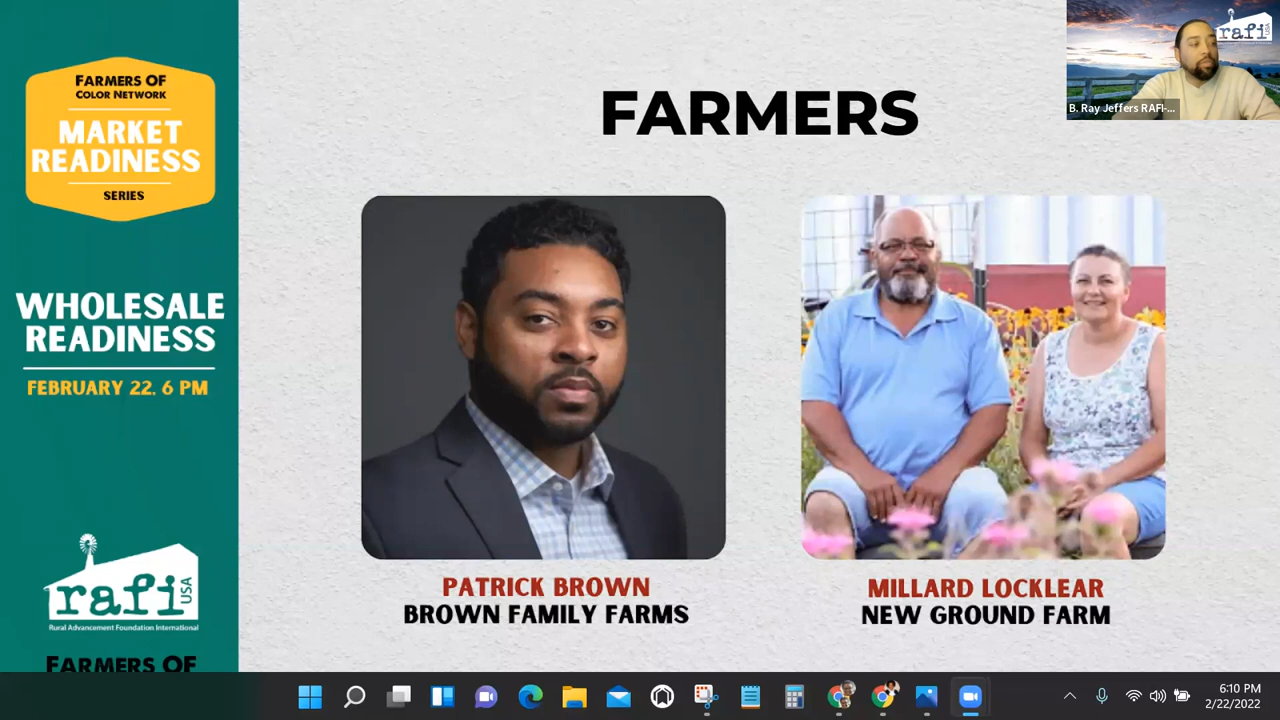 FARMERS OF
COLOR NETWORK
MARKET
READINESS
SERIES
WHOLESALE
READINESS
FEBRUARY 22, 6 PM
rafi
USA
Rural Advancement Foundation International
FARMERS OF
FARMERS
PATRICK BROWN
BROWN FAMILY FARMS
MILLARD LOCKLEAR
NEW GROUND FARM
rafi
USA
B. Ray Jeffers RAFI-...
6:10 PM
2/22/2022